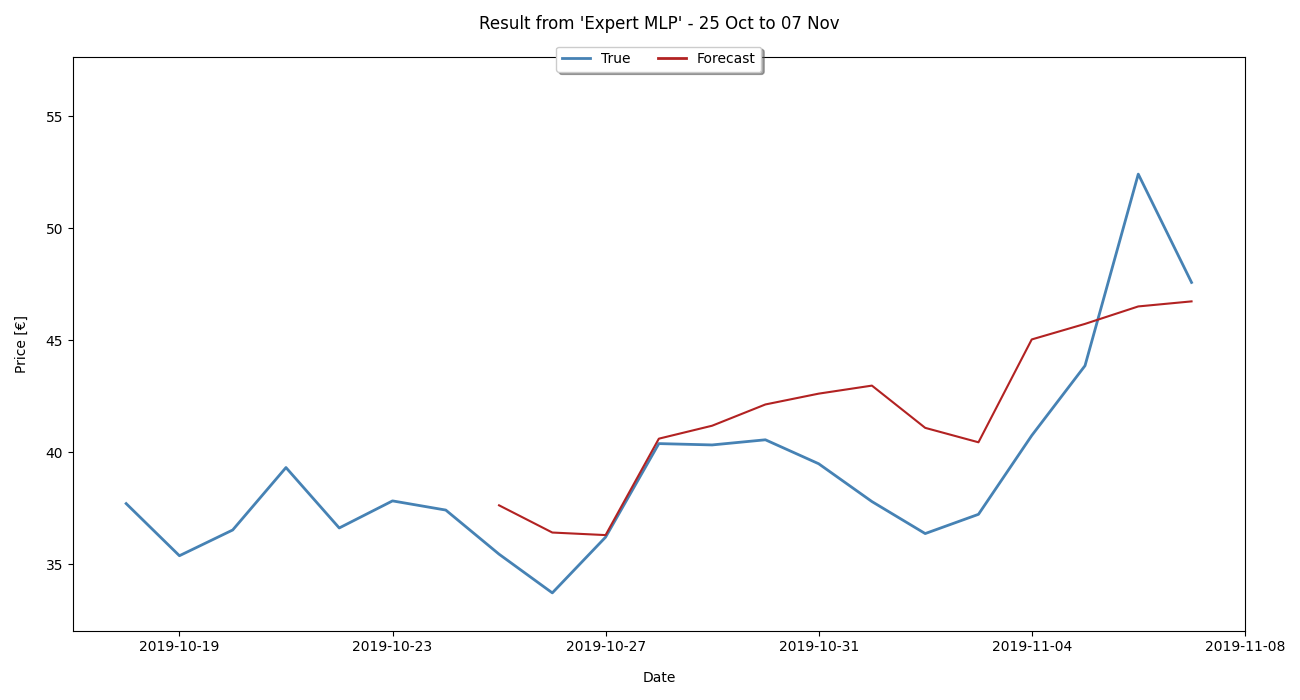 Result from 'Expert MLP' - 25 Oct to 07 Nov
True Forecast
55
50
45
40
35
Price [€]
2019-10-19 2019-10-23 2019-10-27 2019-10-31 2019-11-04 2019-11-08
Date